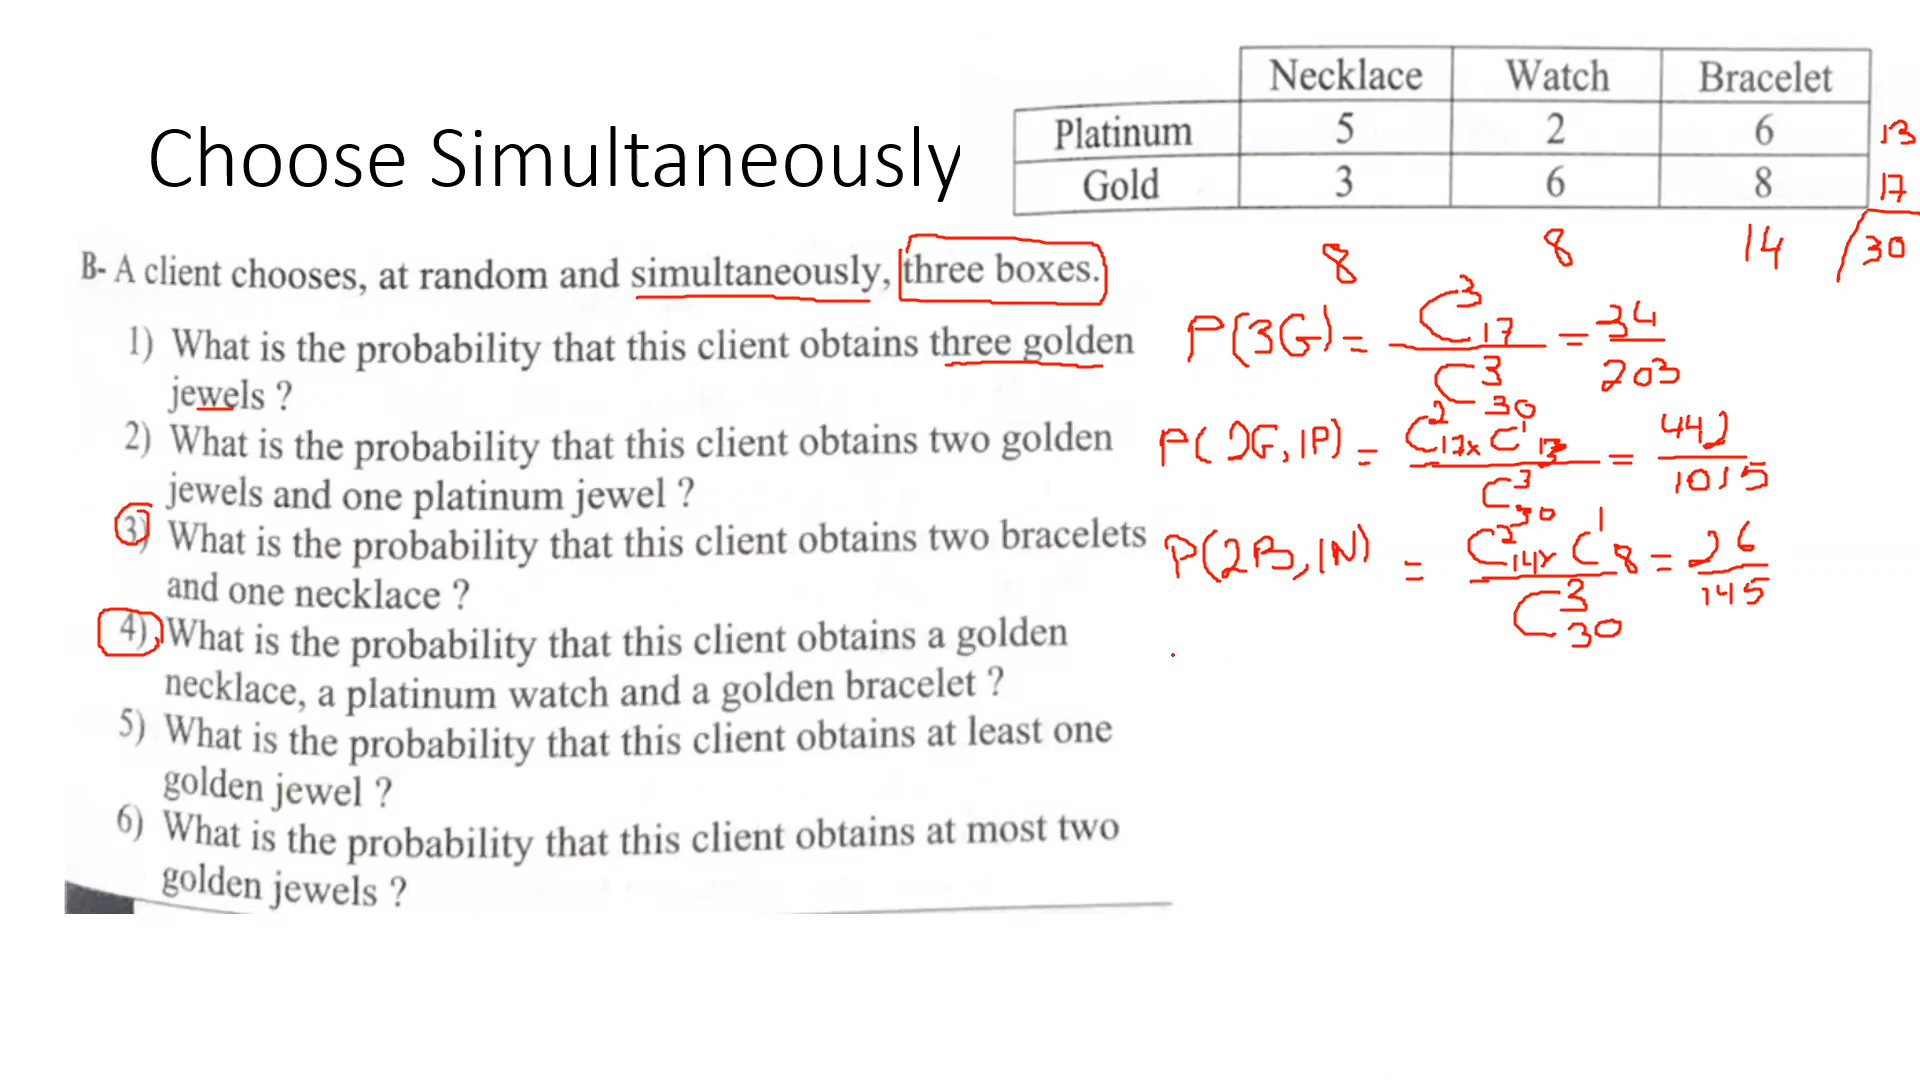 Choose Simultaneously
Necklace Watch Bracelet
Platinum 5 2 6 13
Gold 3 6 8 17
8 8 14 30
B- A client chooses, at random and simultaneously, three boxes.
1) What is the probability that this client obtains three golden
jewels ?
2) What is the probability that this client obtains two golden
jewels and one platinum jewel ?
3) What is the probability that this client obtains two bracelets
and one necklace ?
4) What is the probability that this client obtains a golden
necklace, a platinum watch and a golden bracelet ?
5) What is the probability that this client obtains at least one
golden jewel ?
6) What is the probability that this client obtains at most two
golden jewels ?
P(3G) = C³₁₇ / C³₃₀ = 34 / 203
P(2G, 1P) = C²₁₇ x C¹₁₃ / C³₃₀ = 442 / 1015
P(2B, 1N) = C²₁₄ x C¹₈ / C³₃₀ = 26 / 145